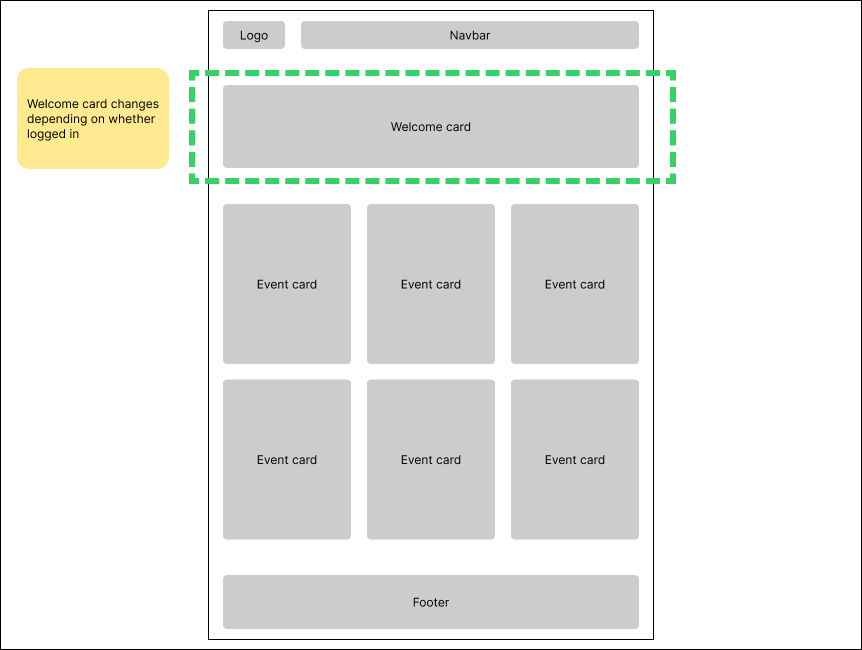 Logo
Navbar
Welcome card changes
depending on whether
logged in
Welcome card
Event card
Event card
Event card
Event card
Event card
Event card
Footer